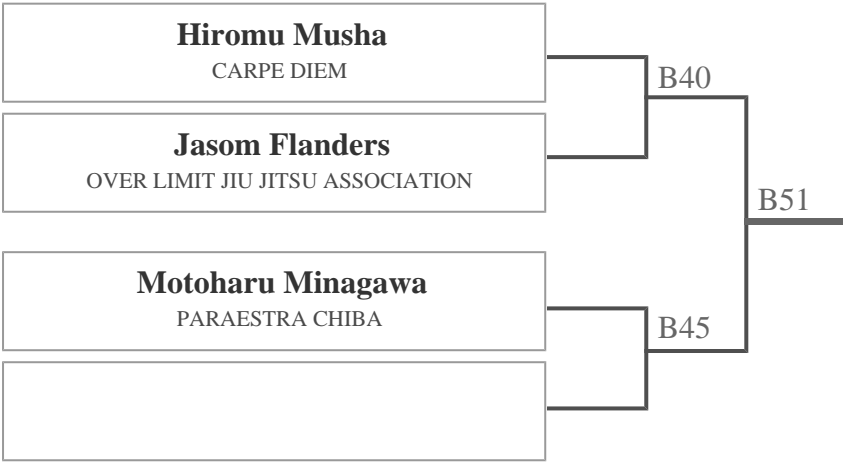 Hiromu Musha
CARPE DIEM
B40
Jasom Flanders
OVER LIMIT JIU JITSU ASSOCIATION
B51
Motoharu Minagawa
PARAESTRA CHIBA
B45